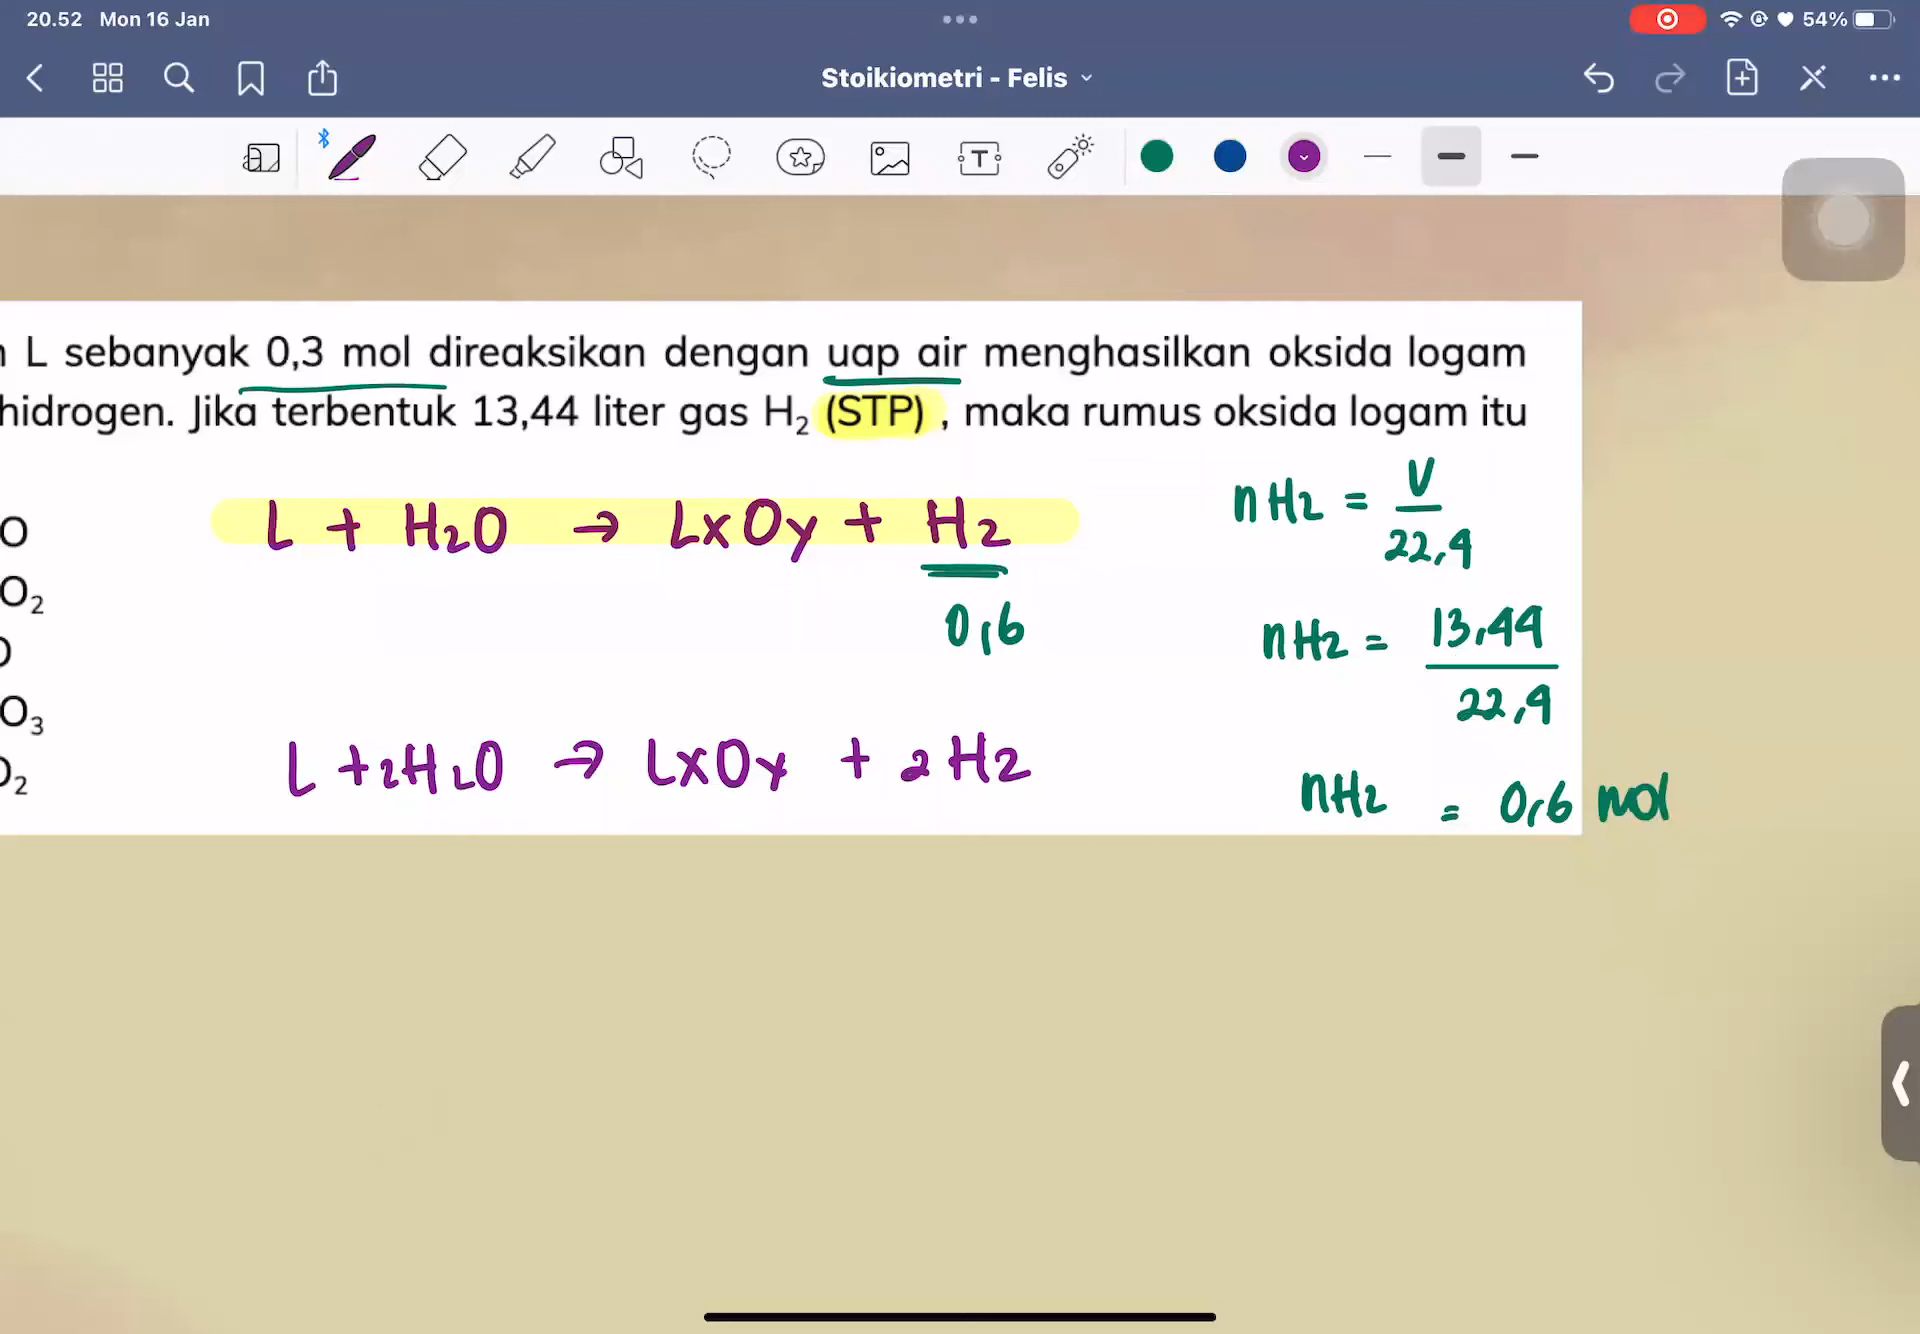 20.52 Mon 16 Jan
54%
Stoikiometri - Felis
L sebanyak 0,3 mol direaksikan dengan uap air menghasilkan oksida logam
hidrogen. Jika terbentuk 13,44 liter gas H₂ (STP) , maka rumus oksida logam itu
nH2 = V / 22,4
L + H2O → LxOy + H2
O
O₂
0,6
nH2 = 13,44 / 22,4
O₃
L + 2H2O → LxOy + 2H2
O₂
nH2 = 0,6 mol